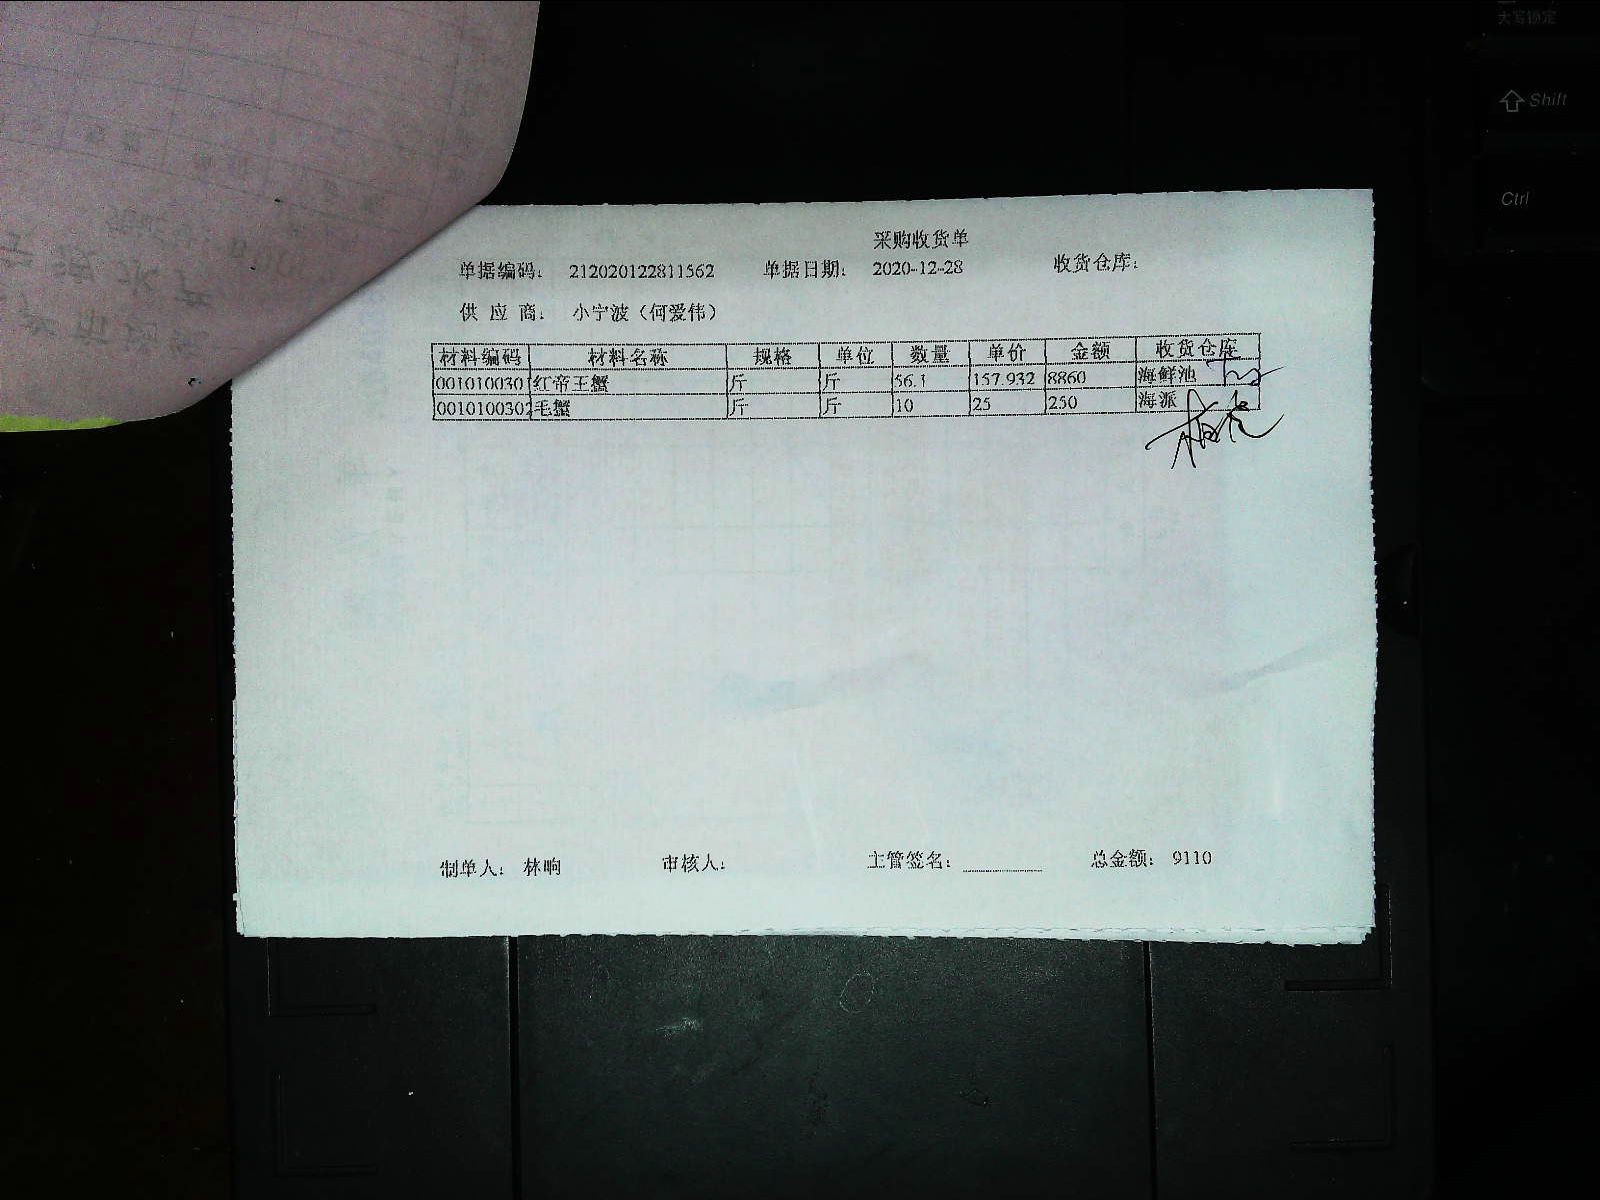 大写锁定
Shift
Ctrl
采购收货单
单据编码： 212020122811562 单据日期： 2020-12-28 收货仓库：
供 应 商： 小宁波（何爱伟）
材料编码 材料名称 规格 单位 数量 单价 金额 收货仓库
001010030 红帝王蟹 斤 斤 56.1 157.932 8860 海鲜池
0010100302 毛蟹 斤 斤 10 25 250 海派
制单人： 林响 审核人： 主管签名： 总金额： 9110